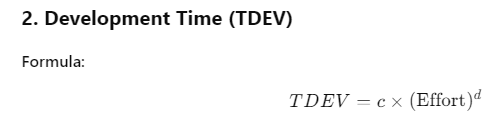 2. Development Time (TDEV)
Formula:
TDEV = c × (Effort)^d